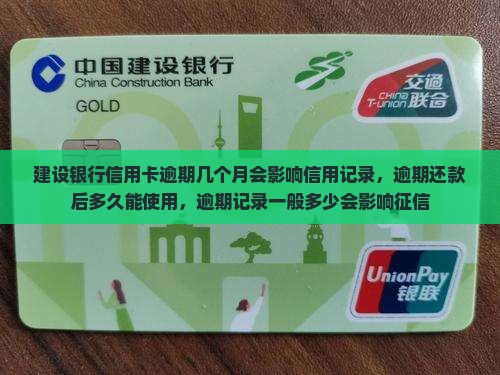 中国建设银行
China Construction Bank
GOLD
交通
联合
CHINA
T-UNION
建设银行信用卡逾期几个月会影响信用记录，逾期还款
后多久能使用，逾期记录一般多少会影响征信
UnionPay
银联